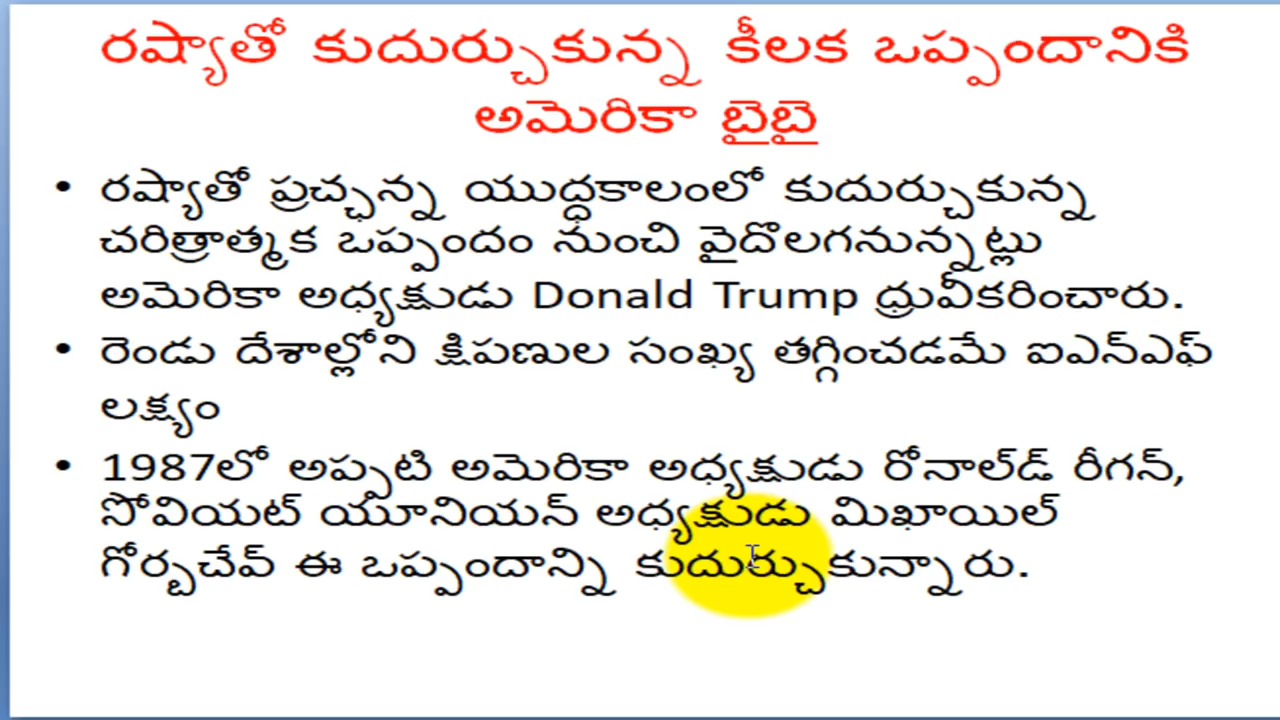 రష్యాతో కుదుర్చుకున్న కీలక ఒప్పందానికి
అమెరికా బైబై
• రష్యాతో ప్రచ్ఛన్న యుద్ధకాలంలో కుదుర్చుకున్న
చరిత్రాత్మక ఒప్పందం నుంచి వైదొలగనున్నట్లు
అమెరికా అధ్యక్షుడు Donald Trump ధ్రువీకరించారు.
• రెండు దేశాల్లోని క్షిపణుల సంఖ్య తగ్గించడమే ఐఎన్ఎఫ్
లక్ష్యం
• 1987లో అప్పటి అమెరికా అధ్యక్షుడు రోనాల్డ్ రీగన్,
సోవియట్ యూనియన్ అధ్యక్షుడు మిఖాయిల్
గోర్బచేవ్ ఈ ఒప్పందాన్ని కుదుర్చుకున్నారు.